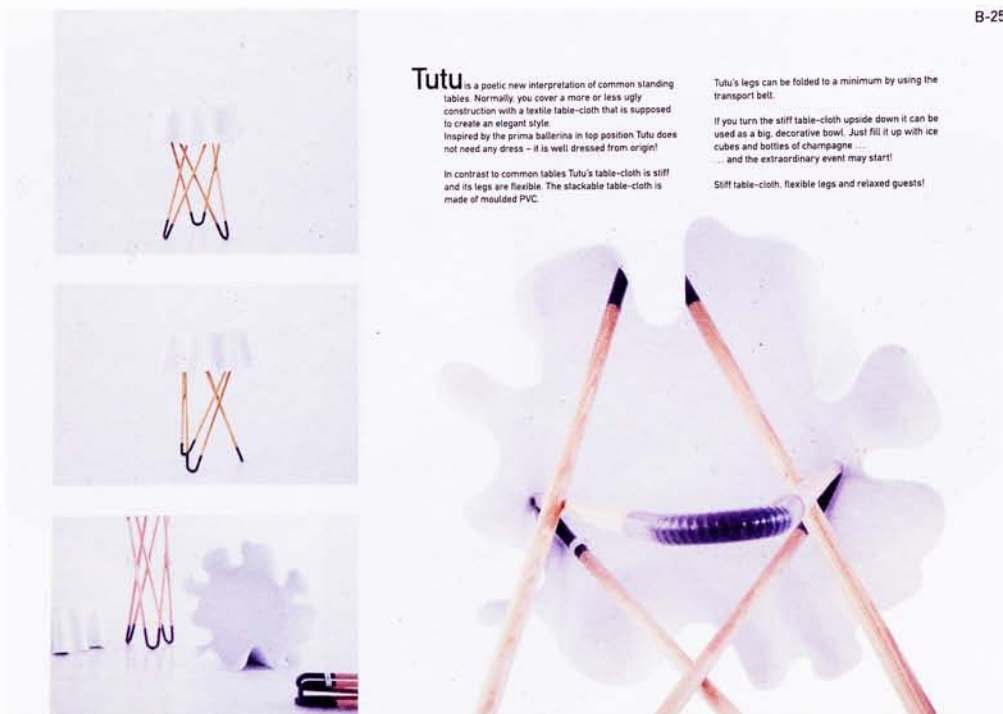 B-25
Tutu is a poetic new interpretation of common standing
tables. Normally, you cover a more or less ugly
construction with a textile table-cloth that is supposed
to create an elegant style.
Inspired by the prima ballerina in top position Tutu does
not need any dress – it is well dressed from origin!
In contrast to common tables Tutu's table-cloth is stiff
and its legs are flexible. The stackable table-cloth is
made of moulded PVC.
Tutu's legs can be folded to a minimum by using the
transport belt.
If you turn the stiff table-cloth upside down it can be
used as a big, decorative bowl. Just fill it up with ice
cubes and bottles of champagne ...
... and the extraordinary event may start!
Stiff table-cloth, flexible legs and relaxed guests!